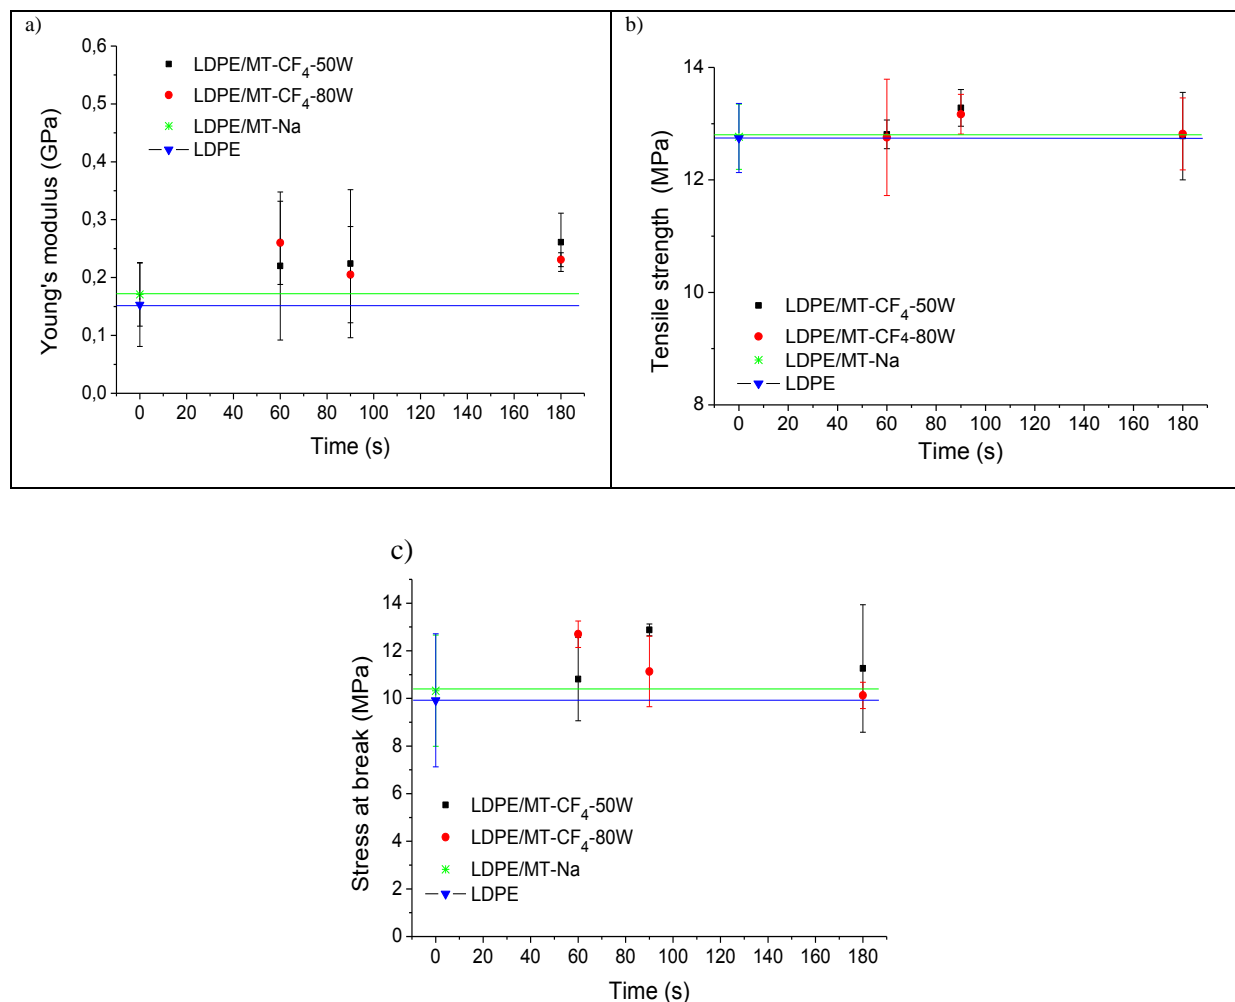 a)
0,6
0,5
0,4
0,3
0,2
0,1
0,0
Young's modulus (GPa)
LDPE/MT-CF4-50W
LDPE/MT-CF4-80W
LDPE/MT-Na
LDPE
0 20 40 60 80 100 120 140 160 180
Time (s)
b)
14
12
10
8
Tensile strength (MPa)
LDPE/MT-CF4-50W
LDPE/MT-CF4-80W
LDPE/MT-Na
LDPE
0 20 40 60 80 100 120 140 160 180
Time (s)
c)
14
12
10
8
6
4
2
0
Stress at break (MPa)
LDPE/MT-CF4-50W
LDPE/MT-CF4-80W
LDPE/MT-Na
LDPE
0 20 40 60 80 100 120 140 160 180
Time (s)